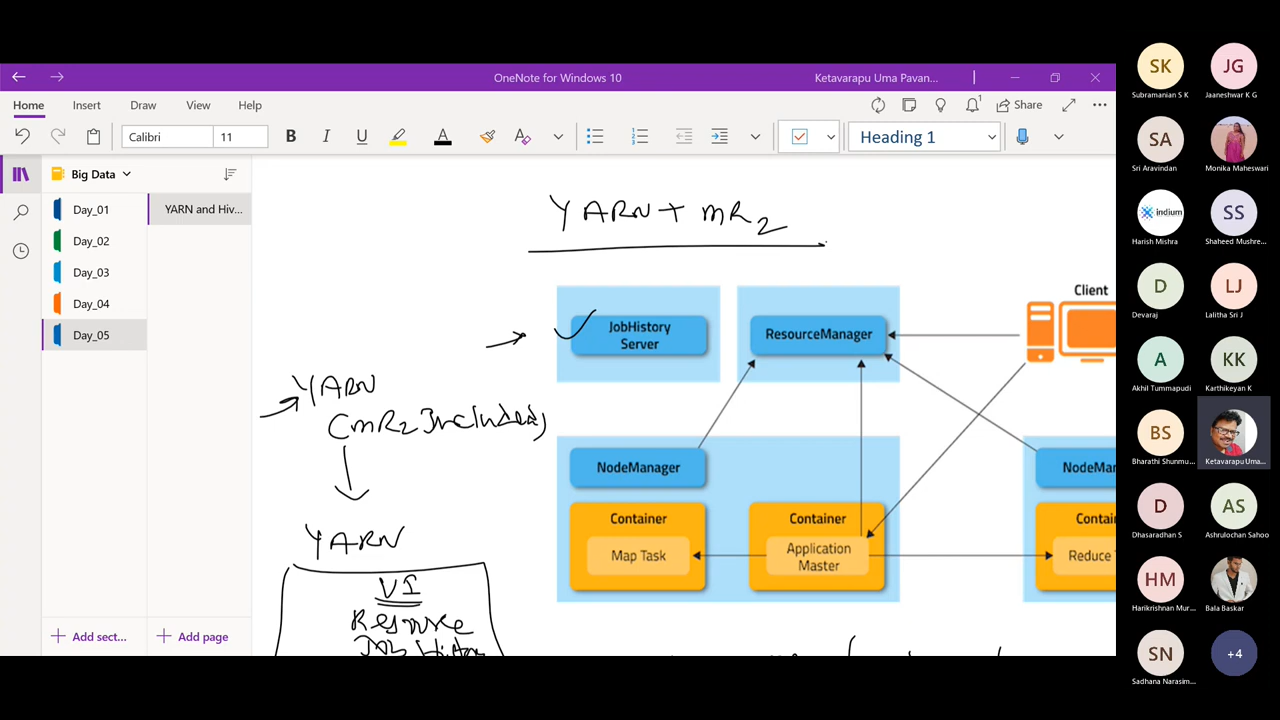 OneNote for Windows 10
Ketavarapu Uma Pavan...
Home
Insert
Draw
View
Help
Share
Calibri
11
B
I
U
A
A
Heading 1
Big Data
Day_01
Day_02
Day_03
Day_04
Day_05
YARN and Hiv...
Add sect...
Add page
YARN + MR2
JobHistory
Server
ResourceManager
Client
YARN
(MR2 Included)
NodeManager
NodeMan
Container
Container
Contai
Map Task
Application
Master
Reduce T
YARN
UI
Resource
Job Histor
SK
Subramanian S K
JG
Jaaneshwar K G
SA
Sri Aravindan
Monika Maheswari
indium
Harish Mishra
SS
Shaheed Mushre...
D
Devaraj
LJ
Lalitha Sri J
A
Akhil Tummapudi
KK
Karthikeyan K
BS
Bharathi Shunmu...
Ketavarapu Uma...
D
Dhasaradhan S
AS
Ashrulochan Sahoo
HM
Harikrishnan Mur...
Bala Baskar
SN
Sadhana Narasim...
+4